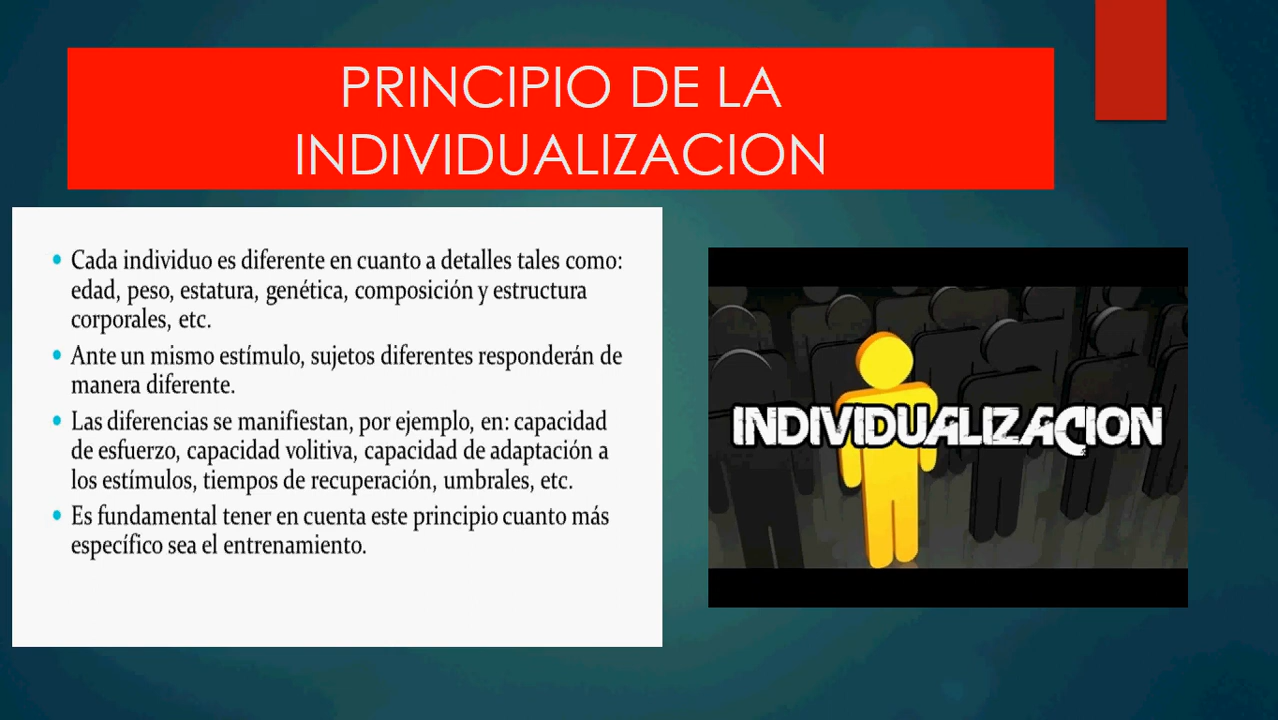 PRINCIPIO DE LA
INDIVIDUALIZACION
• Cada individuo es diferente en cuanto a detalles tales como:
edad, peso, estatura, genética, composición y estructura
corporales, etc.
• Ante un mismo estímulo, sujetos diferentes responderán de
manera diferente.
• Las diferencias se manifiestan, por ejemplo, en: capacidad
de esfuerzo, capacidad volitiva, capacidad de adaptación a
los estímulos, tiempos de recuperación, umbrales, etc.
• Es fundamental tener en cuenta este principio cuanto más
específico sea el entrenamiento.
INDIVIDUALIZACION